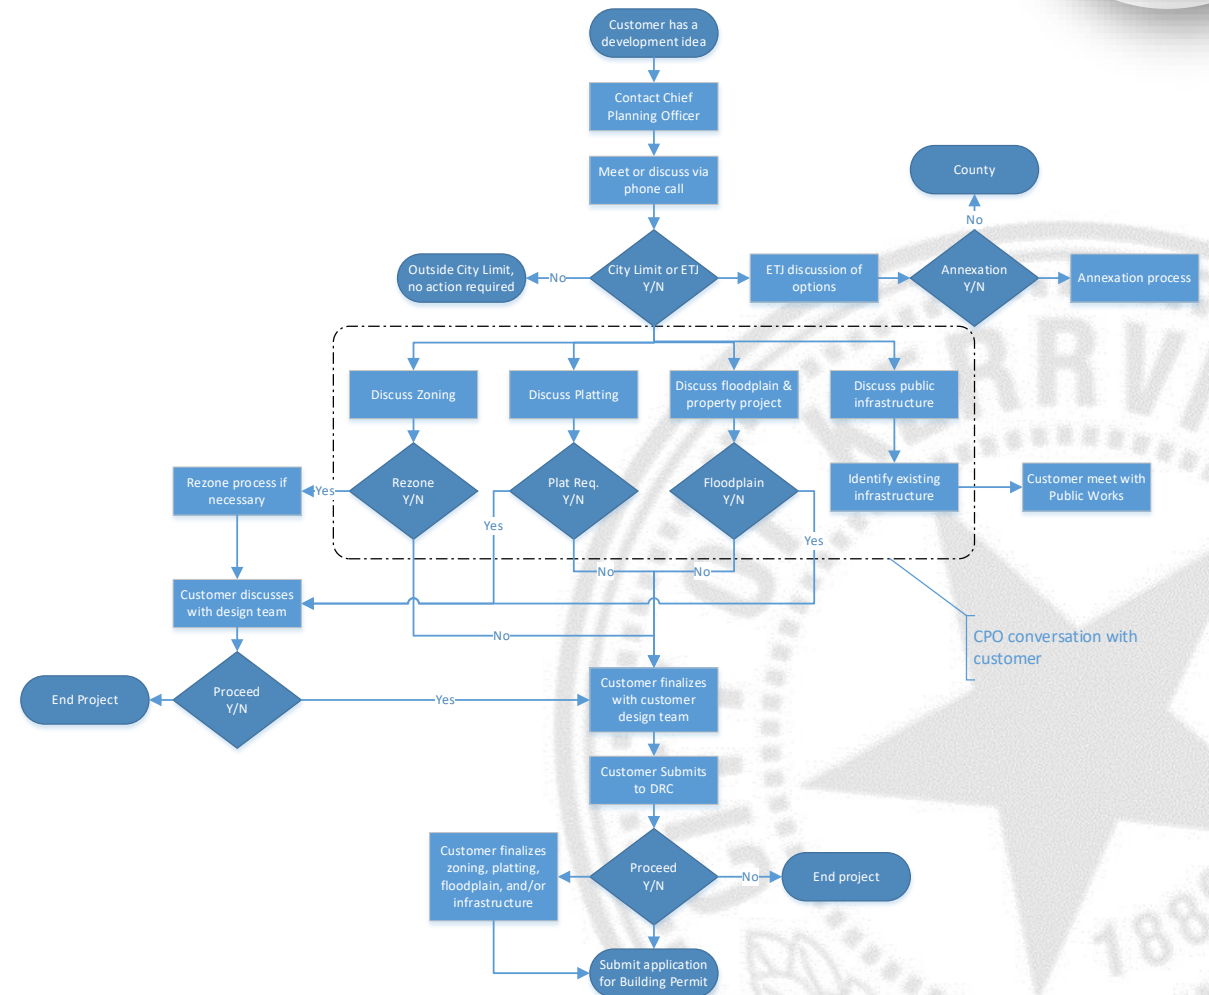 Customer has a
development idea
Contact Chief
Planning Officer
Meet or discuss via
phone call
County
No
Outside City Limit,
no action required
No
City Limit or ETJ
Y/N
ETJ discussion of
options
Annexation
Y/N
Annexation process
Discuss Zoning
Discuss Platting
Discuss floodplain &
property project
Discuss public
infrastructure
Rezone process if
necessary
Yes
Rezone
Y/N
Plat Req.
Y/N
Floodplain
Y/N
Identify existing
infrastructure
Customer meet with
Public Works
Yes
Yes
No
No
Customer discusses
with design team
No
CPO conversation with
customer
End Project
Proceed
Y/N
Yes
Customer finalizes
with customer
design team
Customer Submits
to DRC
Customer finalizes
zoning, platting,
floodplain, and/or
infrastructure
Proceed
Y/N
No
End project
Submit application
for Building Permit